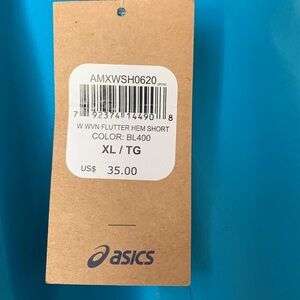 AMXWSH0620
7 92374 14490 8
W WVN FLUTTER HEM SHORT
COLOR: BL400
XL / TG
US$ 35.00
asics